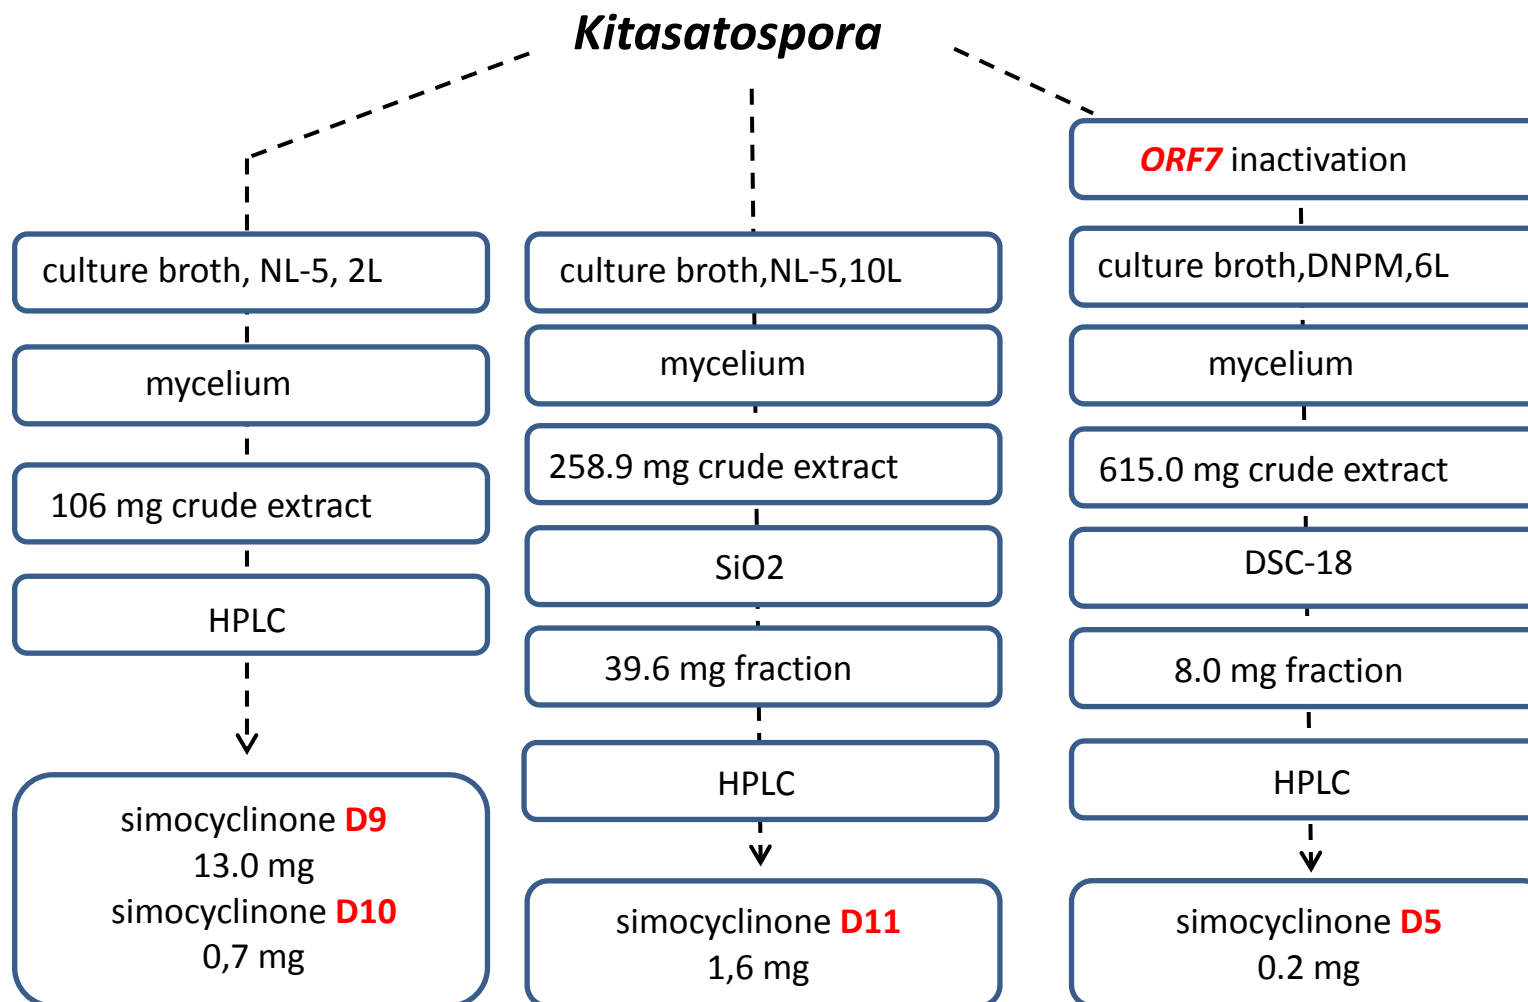 Kitasatospora
culture broth, NL-5, 2L
mycelium
106 mg crude extract
HPLC
simocyclinone D9
13.0 mg
simocyclinone D10
0,7 mg
culture broth,NL-5,10L
mycelium
258.9 mg crude extract
SiO2
39.6 mg fraction
HPLC
simocyclinone D11
1,6 mg
ORF7 inactivation
culture broth,DNPM,6L
mycelium
615.0 mg crude extract
DSC-18
8.0 mg fraction
HPLC
simocyclinone D5
0.2 mg